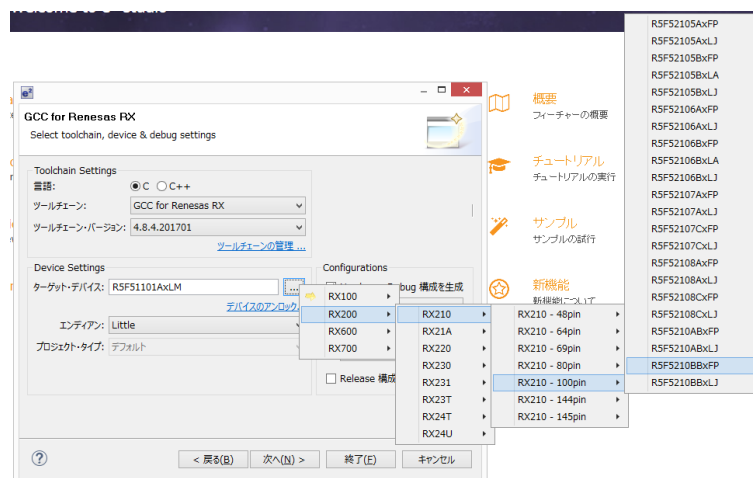 Welcome to e² studio
GCC for Renesas RX
Select toolchain, device & debug settings
Toolchain Settings
言語:
C
C++
ツールチェーン:
GCC for Renesas RX
ツールチェーン・バージョン:
4.8.4.201701
ツールチェーンの管理 ...
Device Settings
ターゲット・デバイス:
R5F51101AxLM
...
デバイスのアンロック
エンディアン:
Little
プロジェクト・タイプ:
デフォルト
Configurations
bug 構成を生成
Release 構成
?
< 戻る(B)
次へ(N) >
終了(F)
キャンセル
RX100
RX200
RX600
RX700
RX210
RX21A
RX220
RX230
RX231
RX23T
RX24T
RX24U
RX210 - 48pin
RX210 - 64pin
RX210 - 69pin
RX210 - 80pin
RX210 - 100pin
RX210 - 144pin
RX210 - 145pin
R5F52105AxFP
R5F52105AxLJ
R5F52105BxFP
R5F52105BxLA
R5F52105BxLJ
R5F52106AxFP
R5F52106AxLJ
R5F52106BxFP
R5F52106BxLA
R5F52106BxLJ
R5F52107AxFP
R5F52107AxLJ
R5F52107CxFP
R5F52107CxLJ
R5F52108AxFP
R5F52108AxLJ
R5F52108CxFP
R5F52108CxLJ
R5F5210ABxFP
R5F5210ABxLJ
R5F5210BBxFP
R5F5210BBxLJ
概要
フィーチャーの概要
チュートリアル
チュートリアルの実行
サンプル
サンプルの試行
新機能
新機能について